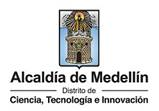 Alcaldía de Medellín
Distrito de
Ciencia, Tecnología e Innovación